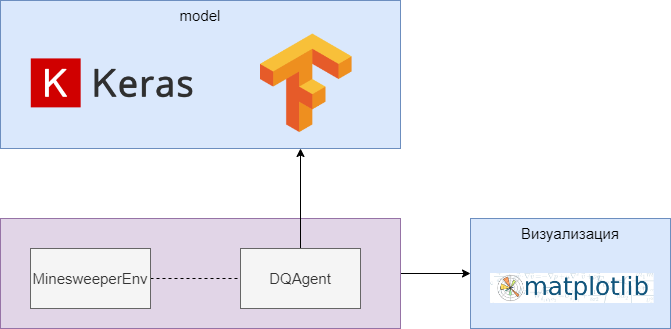 model
K Keras
MinesweeperEnv
DQAgent
Визуализация
matplotlib